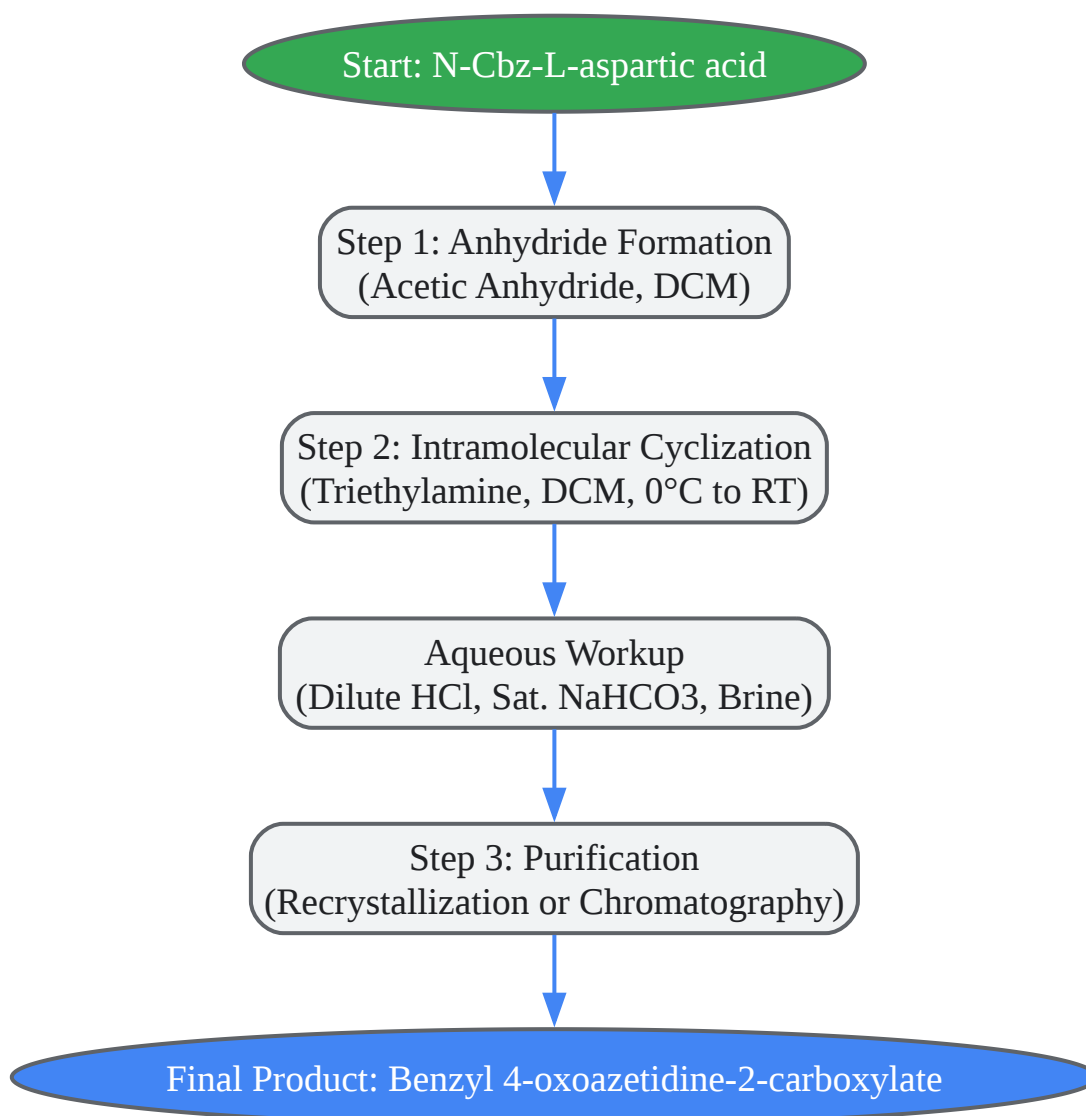 Start: N-Cbz-L-aspartic acid
Step 1: Anhydride Formation
(Acetic Anhydride, DCM)
Step 2: Intramolecular Cyclization
(Triethylamine, DCM, 0°C to RT)
Aqueous Workup
(Dilute HCl, Sat. NaHCO3, Brine)
Step 3: Purification
(Recrystallization or Chromatography)
Final Product: Benzyl 4-oxoazetidine-2-carboxylate